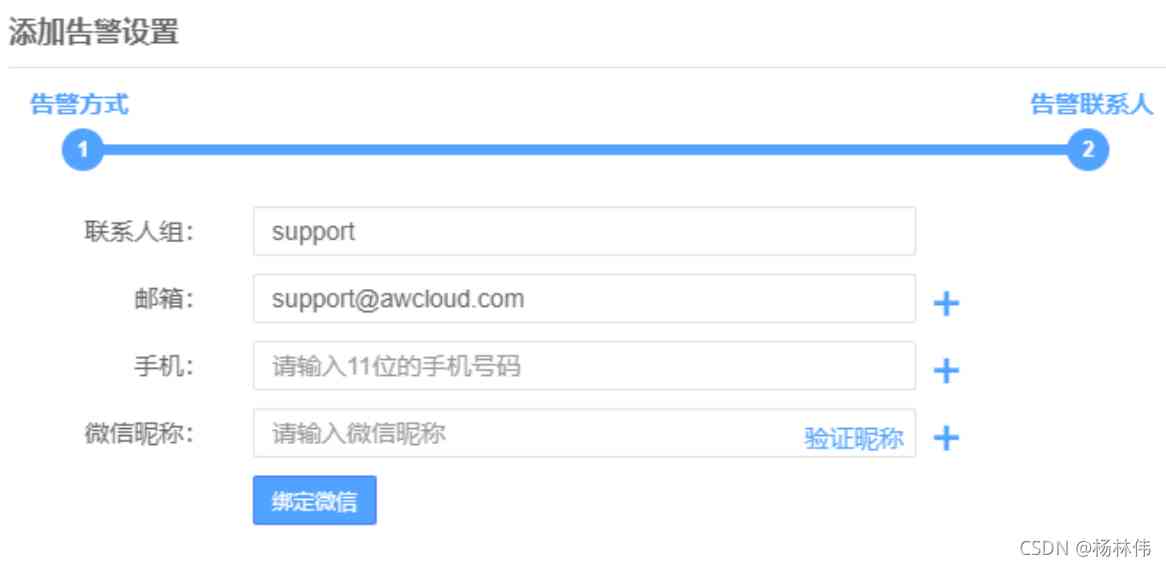 添加告警设置
告警方式 告警联系人
1 2
联系人组： support
邮箱： support@awcloud.com +
手机： 请输入11位的手机号码 +
微信昵称： 请输入微信昵称 验证昵称 +
绑定微信
CSDN @杨林伟